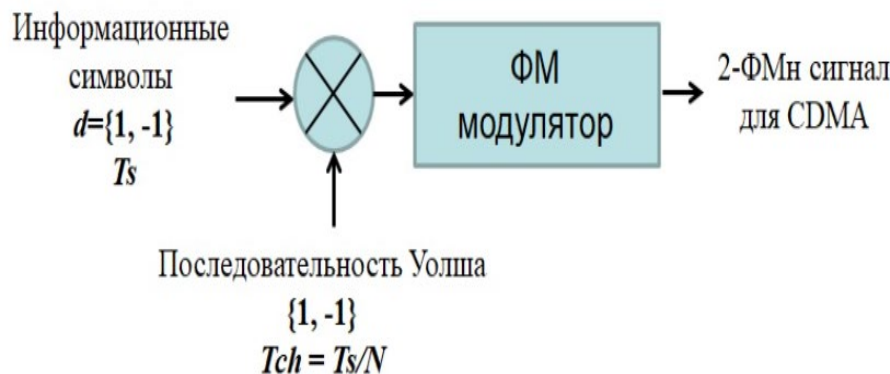 Информационные
символы
d={1, -1}
Ts
ФМ
модулятор
2-ФМн сигнал
для CDMA
Последовательность Уолша
{1, -1}
Tch = Ts/N